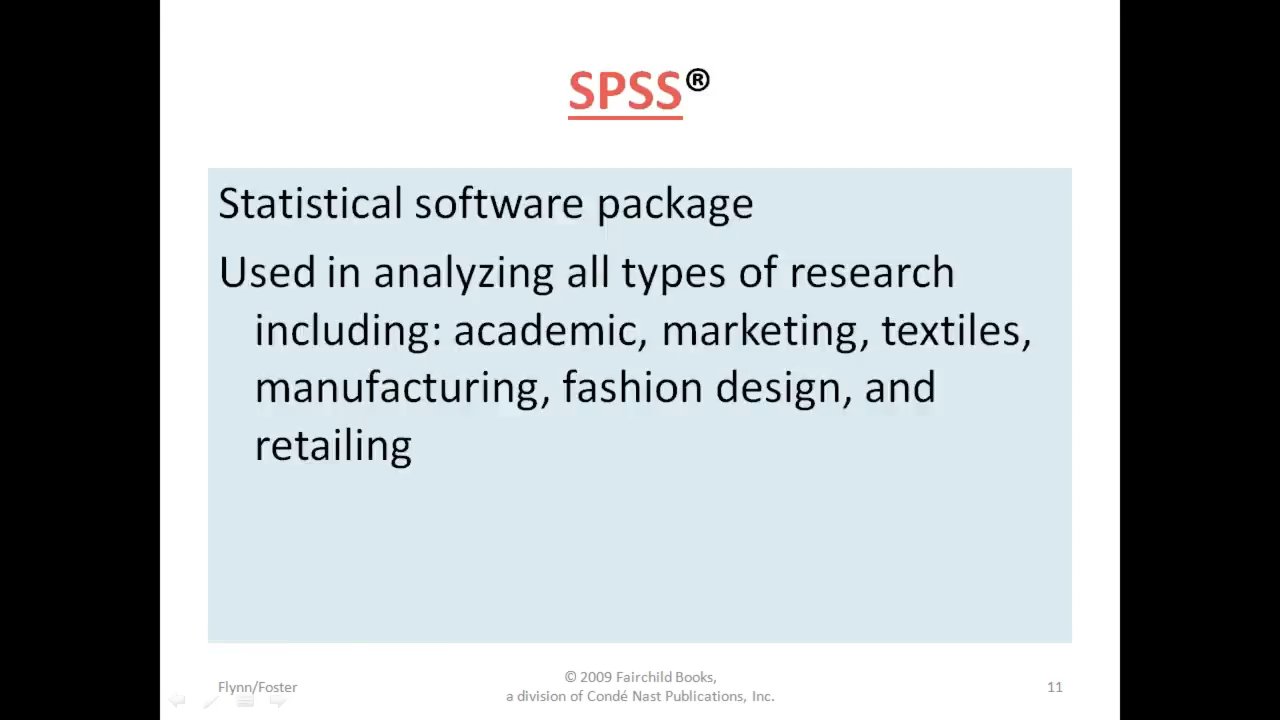 SPSS®
Statistical software package
Used in analyzing all types of research
including: academic, marketing, textiles,
manufacturing, fashion design, and
retailing
Flynn/Foster
© 2009 Fairchild Books,
a division of Condé Nast Publications, Inc.
11